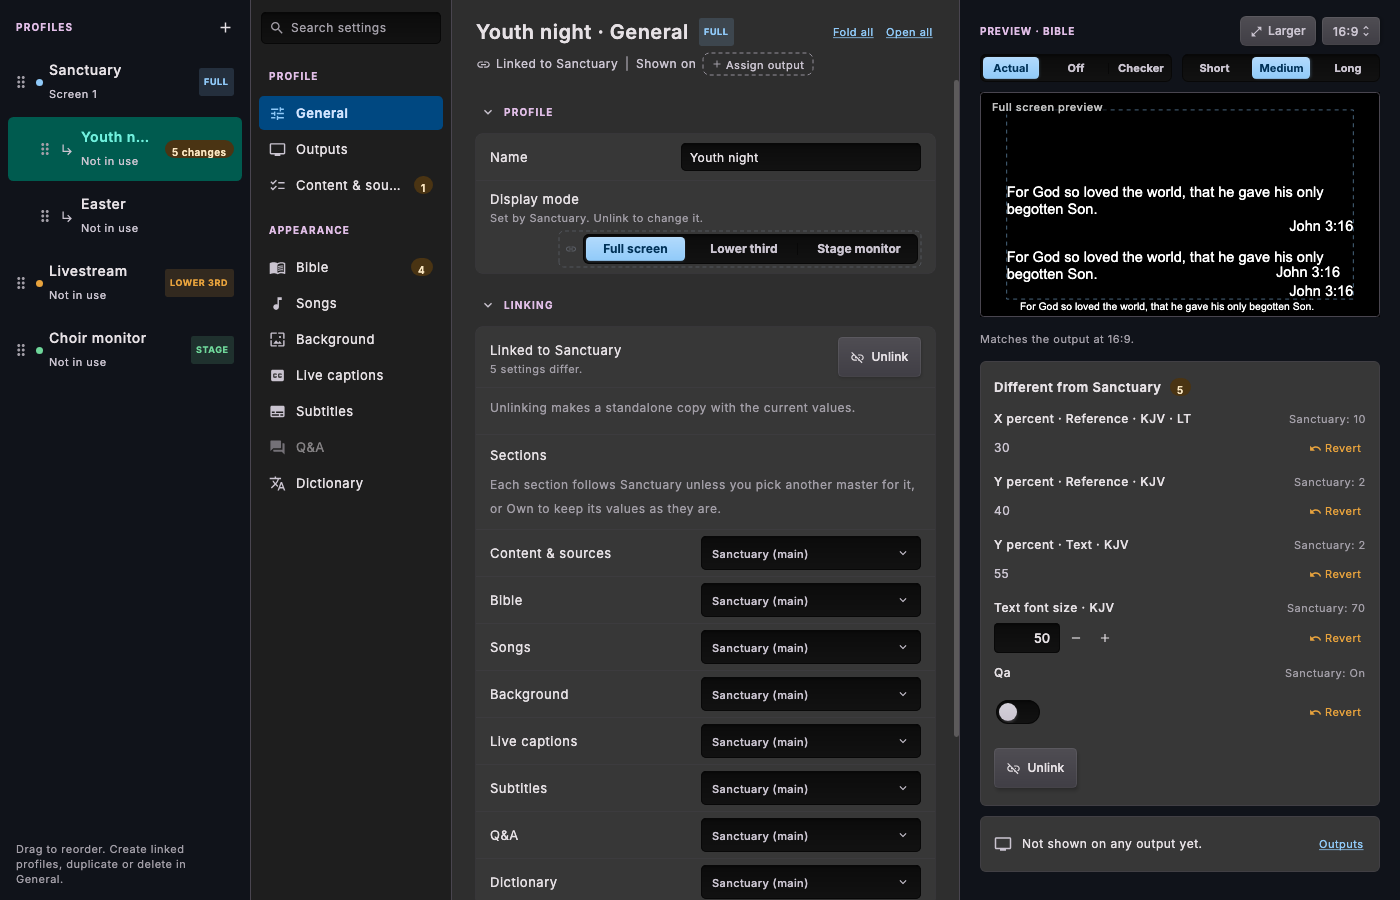 PROFILES
Sanctuary
Screen 1
FULL
Youth n...
Not in use
5 changes
Easter
Not in use
Livestream
Not in use
LOWER 3RD
Choir monitor
Not in use
STAGE
Drag to reorder. Create linked
profiles, duplicate or delete in
General.
Search settings
PROFILE
General
Outputs
Content & sou...
1
APPEARANCE
Bible
4
Songs
Background
Live captions
Subtitles
Q&A
Dictionary
Youth night · General
FULL
Fold all
Open all
Linked to Sanctuary | Shown on
+ Assign output
PROFILE
Name
Youth night
Display mode
Set by Sanctuary. Unlink to change it.
Full screen
Lower third
Stage monitor
LINKING
Linked to Sanctuary
5 settings differ.
Unlink
Unlinking makes a standalone copy with the current values.
Sections
Each section follows Sanctuary unless you pick another master for it,
or Own to keep its values as they are.
Content & sources
Sanctuary (main)
Bible
Sanctuary (main)
Songs
Sanctuary (main)
Background
Sanctuary (main)
Live captions
Sanctuary (main)
Subtitles
Sanctuary (main)
Q&A
Sanctuary (main)
Dictionary
Sanctuary (main)
PREVIEW · BIBLE
Larger
16:9
Actual
Off
Checker
Short
Medium
Long
Full screen preview
For God so loved the world, that he gave his only
begotten Son.
John 3:16
For God so loved the world, that he gave his only
begotten Son.
John 3:16
John 3:16
For God so loved the world, that he gave his only begotten Son.
Matches the output at 16:9.
Different from Sanctuary
5
X percent · Reference · KJV · LT
Sanctuary: 10
30
Revert
Y percent · Reference · KJV
Sanctuary: 2
40
Revert
Y percent · Text · KJV
Sanctuary: 2
55
Revert
Text font size · KJV
Sanctuary: 70
50
− +
Revert
Qa
Sanctuary: On
Revert
Unlink
Not shown on any output yet.
Outputs